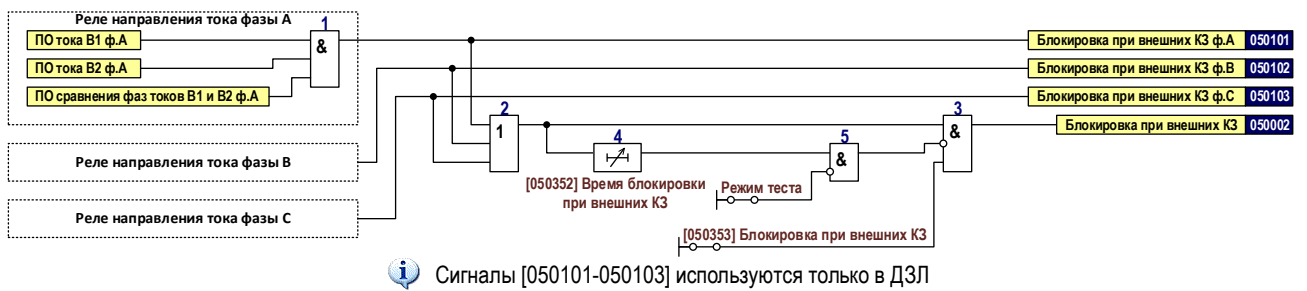 Реле направления тока фазы А
1
ПО тока В1 ф.А
&
Блокировка при внешних КЗ ф.А 050101
ПО тока В2 ф.А
Блокировка при внешних КЗ ф.В 050102
ПО сравнения фаз токов В1 и В2 ф.А
Блокировка при внешних КЗ ф.С 050103
2
3
1
&
Блокировка при внешних КЗ 050002
4
5
&
Реле направления тока фазы В
[050352] Время блокировки
при внешних КЗ
Режим теста
Реле направления тока фазы С
[050353] Блокировка при внешних КЗ
i
Сигналы [050101-050103] используются только в ДЗЛ